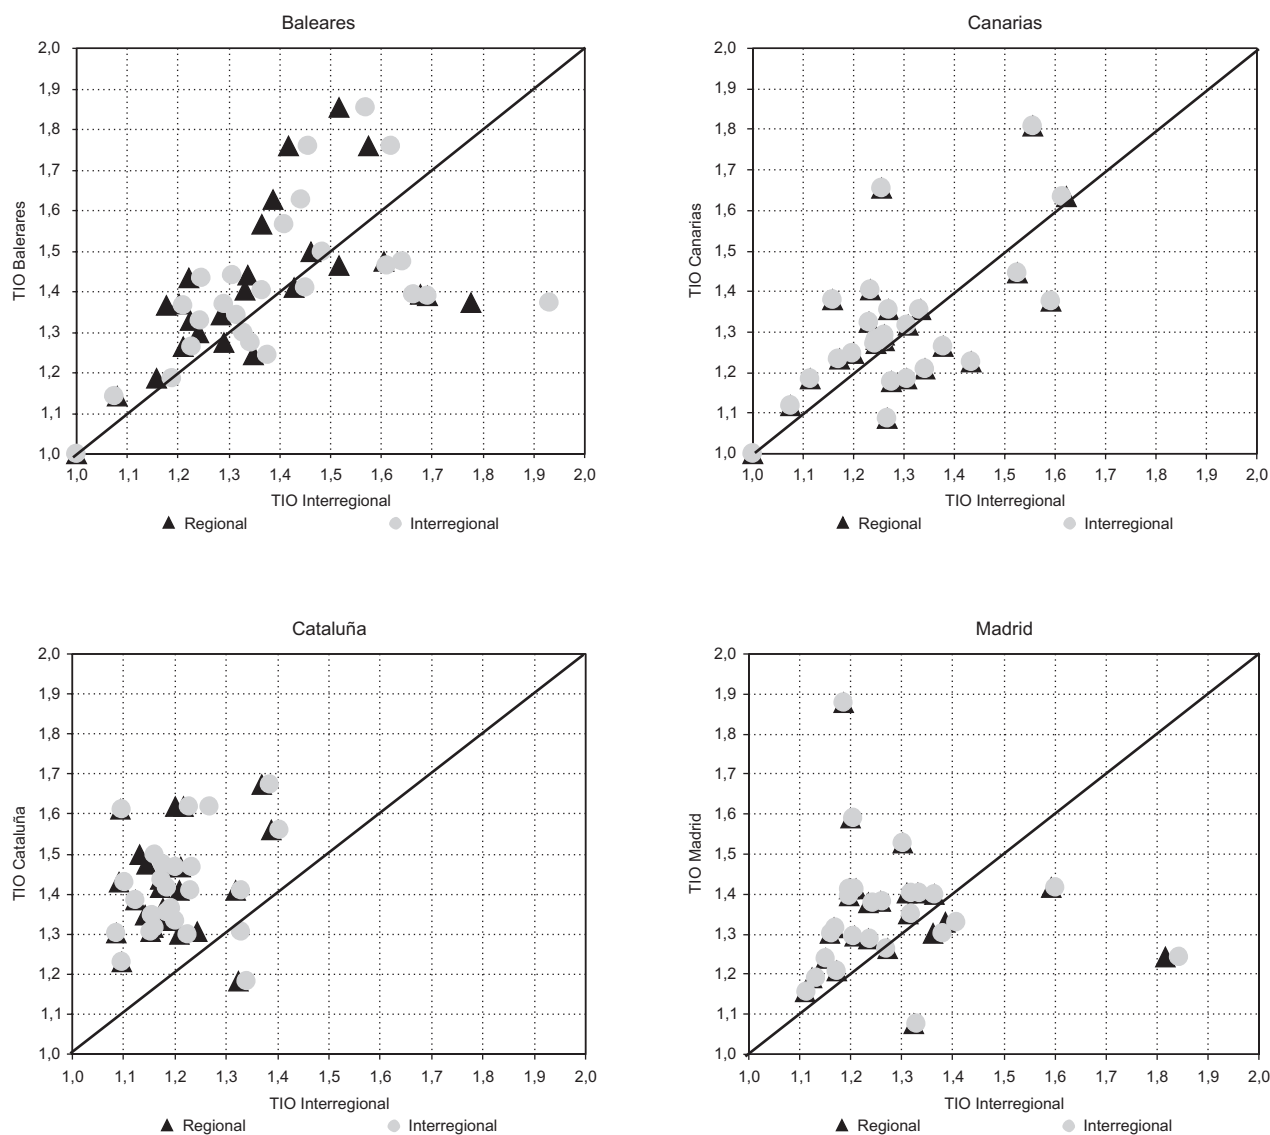 Baleares
2,0
1,9
1,8
1,7
1,6
1,5
1,4
1,3
1,2
1,1
1,0
TIO Balerares
1,0 1,1 1,2 1,3 1,4 1,5 1,6 1,7 1,8 1,9 2,0
TIO Interregional
Regional Interregional
Canarias
2,0
1,9
1,8
1,7
1,6
1,5
1,4
1,3
1,2
1,1
1,0
TIO Canarias
1,0 1,1 1,2 1,3 1,4 1,5 1,6 1,7 1,8 1,9 2,0
TIO Interregional
Regional Interregional
Cataluña
2,0
1,9
1,8
1,7
1,6
1,5
1,4
1,3
1,2
1,1
1,0
TIO Cataluña
1,0 1,1 1,2 1,3 1,4 1,5 1,6 1,7 1,8 1,9 2,0
TIO Interregional
Regional Interregional
Madrid
2,0
1,9
1,8
1,7
1,6
1,5
1,4
1,3
1,2
1,1
1,0
TIO Madrid
1,0 1,1 1,2 1,3 1,4 1,5 1,6 1,7 1,8 1,9 2,0
TIO Interregional
Regional Interregional